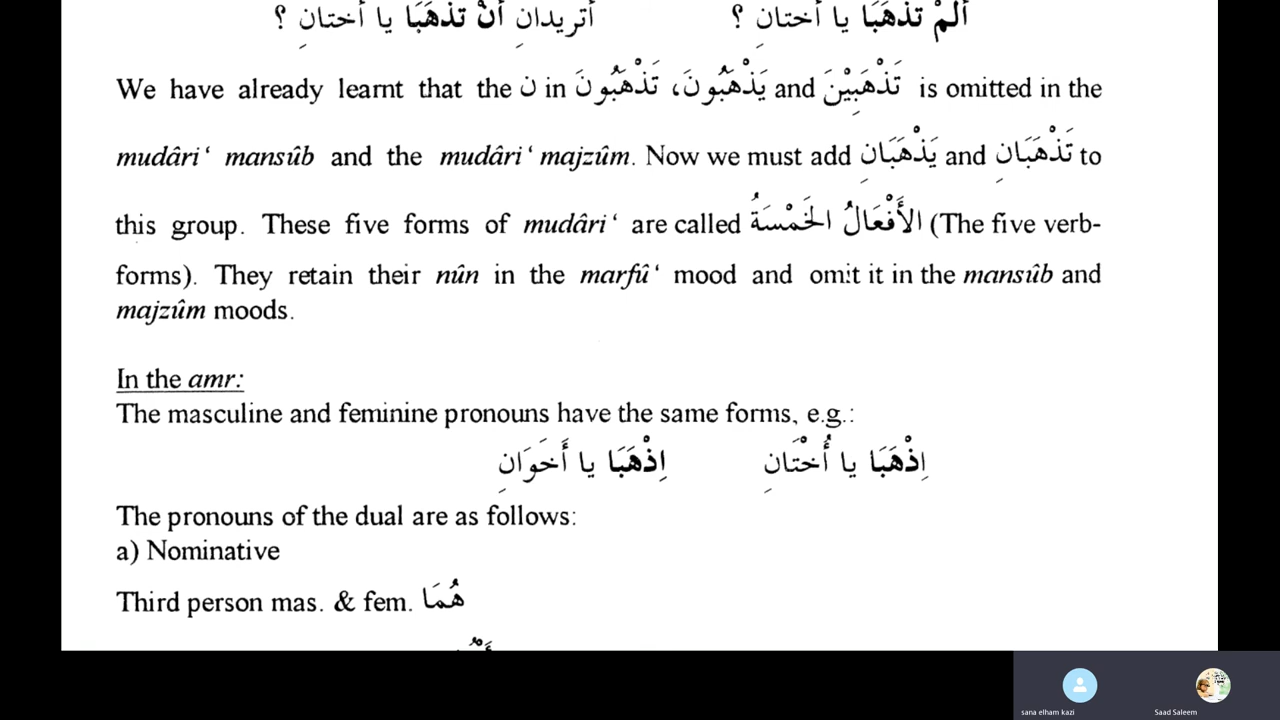 أَلَمْ تَذْهَبَا يا أختانِ ؟ أتريدانِ أنْ تَذْهَبَا يا أختانِ ؟
We have already learnt that the ن in تَذْهَبُونَ ،يَذْهَبُونَ and تَذْهَبِيْنَ is omitted in the
mudâri‘ mansûb and the mudâri‘ majzûm. Now we must add يَذْهَبَانِ and تَذْهَبَانِ to
this group. These five forms of mudâri‘ are called الأَفْعَالُ الخَمْسَةُ (The five verb-
forms). They retain their nûn in the marfû‘ mood and omit it in the mansûb and
majzûm moods.
In the amr:
The masculine and feminine pronouns have the same forms, e.g.:
اِذْهَبَا يا أُخْتَانِ اِذْهَبَا يا أَخَوَانِ
The pronouns of the dual are as follows:
a) Nominative
Third person mas. & fem. هُمَا
sana elham kazi
Saad Saleem